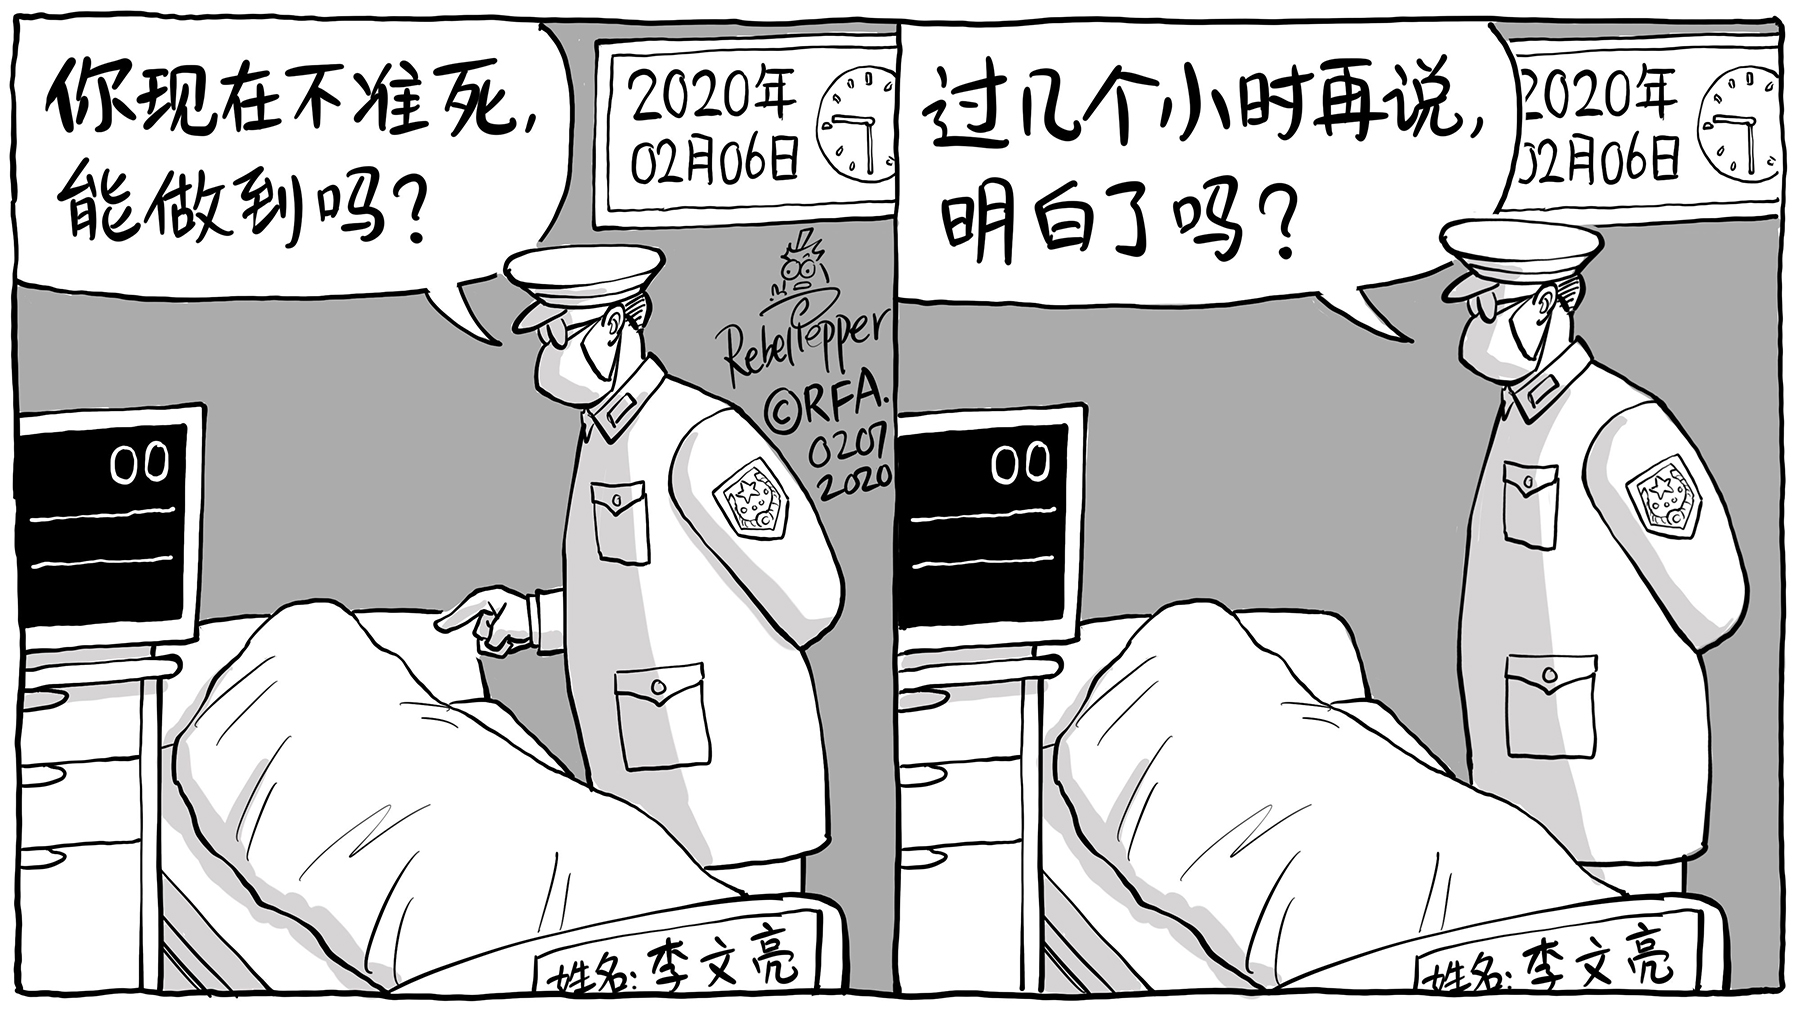 你现在不准死,
能做到吗?
2020年
02月06日
RebelPepper
©RFA.
0207
2020
00
姓名:李文亮
过几个小时再说,
明白了吗?
2020年
02月06日
00
姓名:李文亮